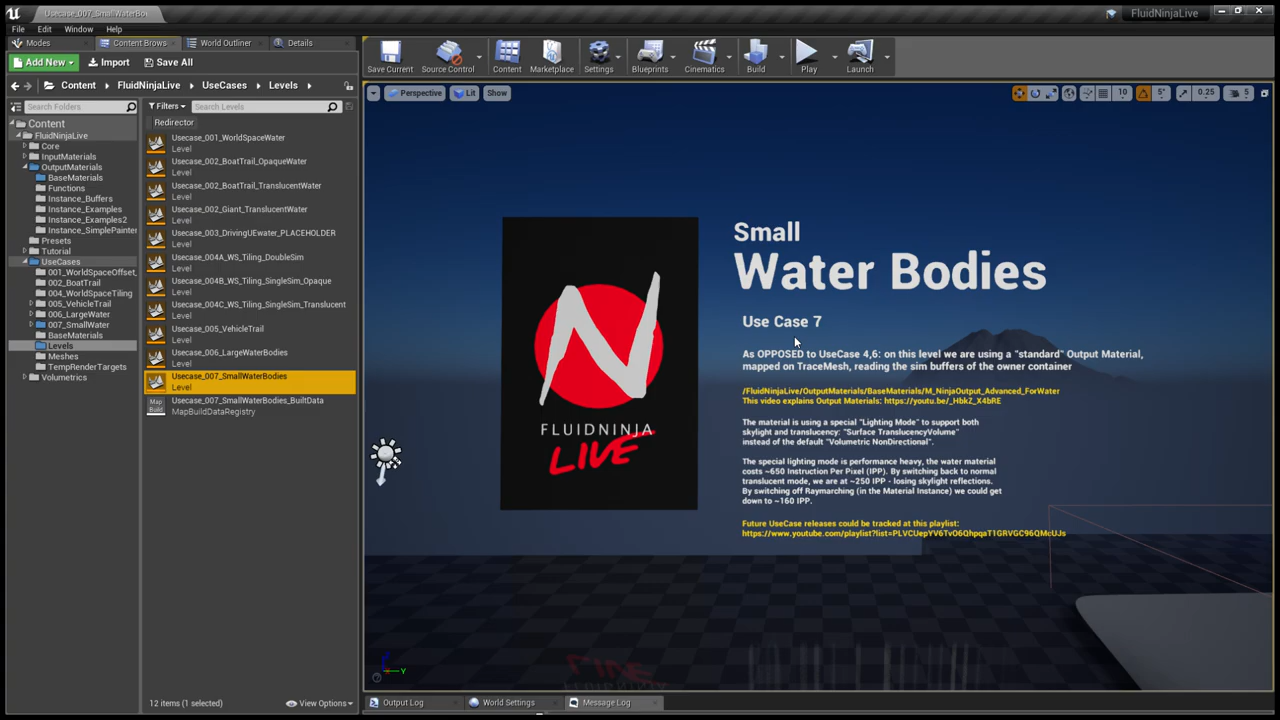 Usecase_007_SmallWaterBo
FluidNinjaLive
File Edit Window Help
Modes
Content Brows
World Outliner
Details
Add New
Import
Save All
Save Current
Source Control
Content
Marketplace
Settings
Blueprints
Cinematics
Build
Play
Launch
Content
FluidNinjaLive
UseCases
Levels
Search Folders
Filters
Search Levels
Redirector
Perspective
Lit
Show
10
5°
0.25
5
Content
FluidNinjaLive
Core
InputMaterials
OutputMaterials
BaseMaterials
Functions
Instance_Buffers
Instance_Examples
Instance_Examples2
Instance_SimplePainter
Presets
Tutorial
UseCases
001_WorldSpaceOffset_
002_BoatTrail
004_WorldSpaceTiling
005_VehicleTrail
006_LargeWater
007_SmallWater
BaseMaterials
Levels
Meshes
TempRenderTargets
Volumetrics
Usecase_001_WorldSpaceWater
Level
Usecase_002_BoatTrail_OpaqueWater
Level
Usecase_002_BoatTrail_TranslucentWater
Level
Usecase_002_Giant_TranslucentWater
Level
Usecase_003_DrivingUEwater_PLACEHOLDER
Level
Usecase_004A_WS_Tiling_DoubleSim
Level
Usecase_004B_WS_Tiling_SingleSim_Opaque
Level
Usecase_004C_WS_Tiling_SingleSim_Translucent
Level
Usecase_005_VehicleTrail
Level
Usecase_006_LargeWaterBodies
Level
Usecase_007_SmallWaterBodies
Level
Map Build
Usecase_007_SmallWaterBodies_BuiltData
MapBuildDataRegistry
12 items (1 selected)
View Options
N
FLUIDNINJA
LIVE
Small
Water Bodies
Use Case 7
As OPPOSED to UseCase 4,6: on this level we are using a "standard" Output Material,
mapped on TraceMesh, reading the sim buffers of the owner container
/FluidNinjaLive/OutputMaterials/BaseMaterials/M_NinjaOutput_Advanced_ForWater
This video explains Output Materials: https://youtu.be/_HbkZ_X4bRE
The material is using a special "Lighting Mode" to support both
skylight and translucency: "Surface TranslucencyVolume"
instead of the default "Volumetric NonDirectional".
The special lighting mode is performance heavy, the water material
costs ~650 Instruction Per Pixel (IPP). By switching back to normal
translucent mode, we are at ~250 IPP - losing skylight reflections.
By switching off Raymarching (in the Material Instance) we could get
down to ~160 IPP.
Future UseCase releases could be tracked at this playlist:
https://www.youtube.com/playlist?list=PLVCUepYV6TvO6QhpqaT1GRVGC96QMcUJs
Y
Output Log
World Settings
Message Log